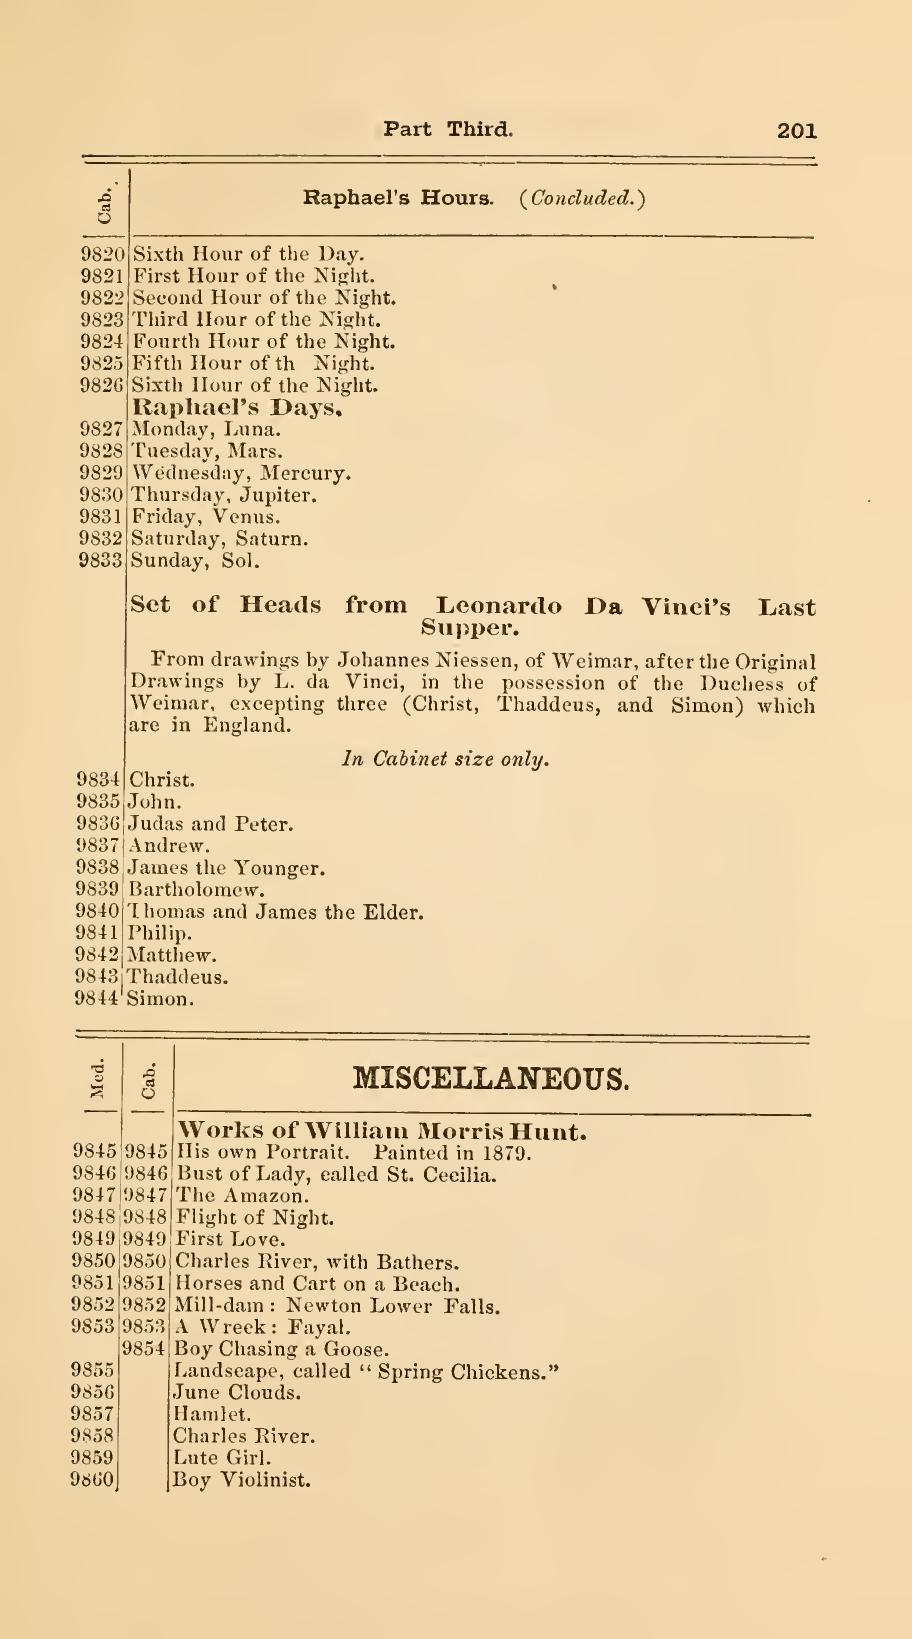 Part Third. 201
Cab. Raphael's Hours. (Concluded.)
9820 Sixth Hour of the Day.
9821 First Hour of the Night.
9822 Second Hour of the Night.
9823 Third Hour of the Night.
9824 Fourth Hour of the Night.
9825 Fifth Hour of th Night.
9826 Sixth Hour of the Night.
Raphael's Days.
9827 Monday, Luna.
9828 Tuesday, Mars.
9829 Wednesday, Mercury.
9830 Thursday, Jupiter.
9831 Friday, Venus.
9832 Saturday, Saturn.
9833 Sunday, Sol.
Set of Heads from Leonardo Da Vinci's Last
Supper.
From drawings by Johannes Niessen, of Weimar, after the Original
Drawings by L. da Vinci, in the possession of the Duchess of
Weimar, excepting three (Christ, Thaddeus, and Simon) which
are in England.
In Cabinet size only.
9834 Christ.
9835 John.
9836 Judas and Peter.
9837 Andrew.
9838 James the Younger.
9839 Bartholomew.
9840 Thomas and James the Elder.
9841 Philip.
9842 Matthew.
9843 Thaddeus.
9844 Simon.
Med. Cab. MISCELLANEOUS.
Works of William Morris Hunt.
9845 9845 His own Portrait. Painted in 1879.
9846 9846 Bust of Lady, called St. Cecilia.
9847 9847 The Amazon.
9848 9848 Flight of Night.
9849 9849 First Love.
9850 9850 Charles River, with Bathers.
9851 9851 Horses and Cart on a Beach.
9852 9852 Mill-dam : Newton Lower Falls.
9853 9853 A Wreck : Fayal.
9854 Boy Chasing a Goose.
9855 Landscape, called “ Spring Chickens.”
9856 June Clouds.
9857 Hamlet.
9858 Charles River.
9859 Lute Girl.
9860 Boy Violinist.